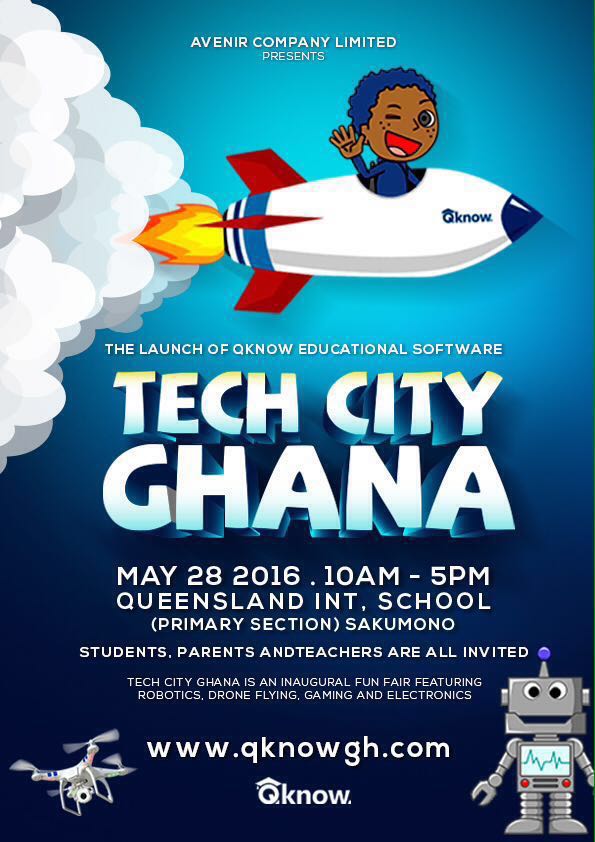 AVENIR COMPANY LIMITED
PRESENTS
Qknow.
THE LAUNCH OF QKNOW EDUCATIONAL SOFTWARE
TECH CITY
GHANA
MAY 28 2016 . 10AM - 5PM
QUEENSLAND INT, SCHOOL
(PRIMARY SECTION) SAKUMONO
STUDENTS, PARENTS ANDTEACHERS ARE ALL INVITED
TECH CITY GHANA IS AN INAUGURAL FUN FAIR FEATURING
ROBOTICS, DRONE FLYING, GAMING AND ELECTRONICS
www.qknowgh.com
Qknow.